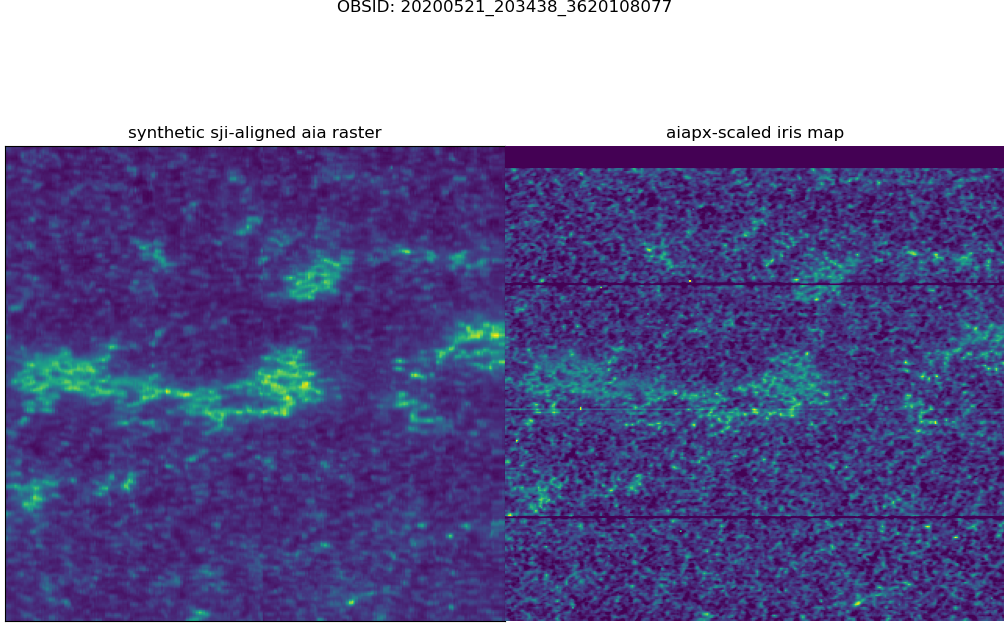 OBSID: 20200521_203438_3620108077
synthetic sji-aligned aia raster
aiapx-scaled iris map